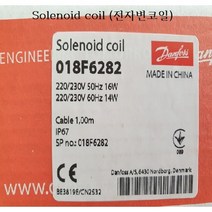 Solenoid coil (전자변코일)
ENGINEER
Solenoid coil
Danfoss
018F6282
220/230V 50Hz 16W
220/230V 60Hz 14W
MADE IN CHINA
Cable 1,00m
IP67
SP no: 018F6282
Danfoss A/S, 6430 Nordborg, Denmark